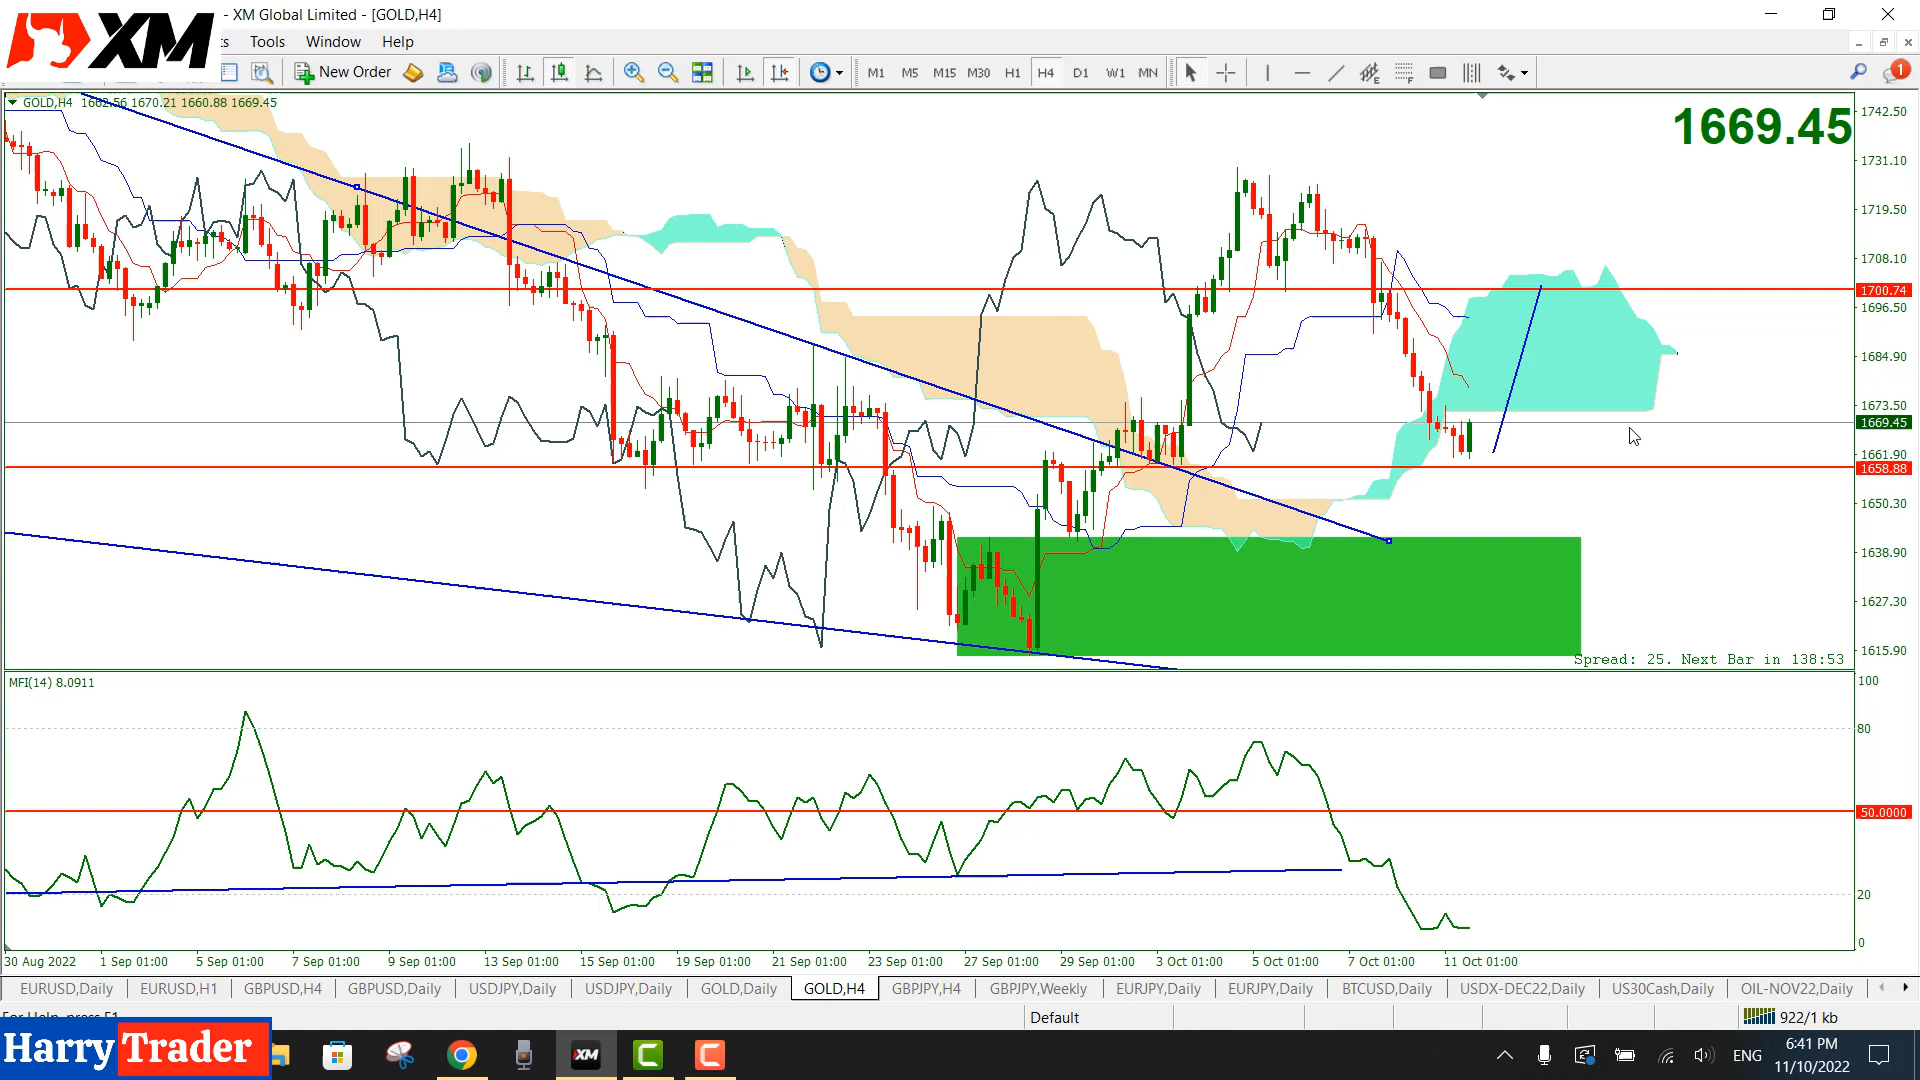 XM
- XM Global Limited - [GOLD,H4]
ts Tools Window Help
New Order M1 M5 M15 M30 H1 H4 D1 W1 MN 1
GOLD,H4 1662.56 1670.21 1660.88 1669.45
1669.45
1742.50
1731.10
1719.50
1708.10
1700.74
1696.50
1684.90
1673.50
1669.45
1661.90
1658.88
1650.30
1638.90
1627.30
1615.90
Spread: 25. Next Bar in 138:53
MFI(14) 8.0911
100
80
50.0000
20
0
30 Aug 2022 1 Sep 01:00 5 Sep 01:00 7 Sep 01:00 9 Sep 01:00 13 Sep 01:00 15 Sep 01:00 19 Sep 01:00 21 Sep 01:00 23 Sep 01:00 27 Sep 01:00 29 Sep 01:00 3 Oct 01:00 5 Oct 01:00 7 Oct 01:00 11 Oct 01:00
EURUSD,Daily EURUSD,H1 GBPUSD,H4 GBPUSD,Daily USDJPY,Daily USDJPY,Daily GOLD,Daily GOLD,H4 GBPJPY,H4 GBPJPY,Weekly EURJPY,Daily EURJPY,Daily BTCUSD,Daily USDX-DEC22,Daily US30Cash,Daily OIL-NOV22,Daily
For Help, press F1 Default 922/1 kb
Harry Trader
XM
ENG
6:41 PM
11/10/2022